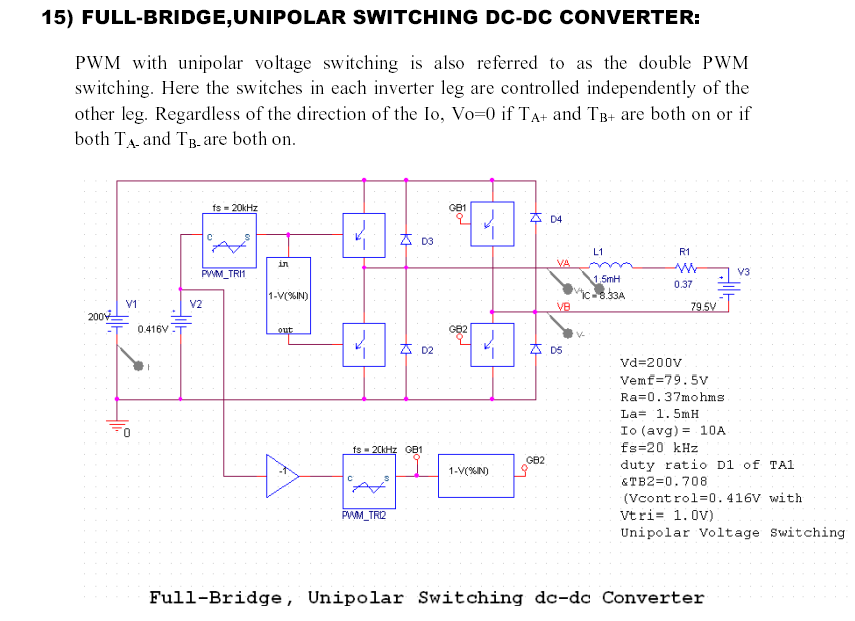 15) FULL-BRIDGE,UNIPOLAR SWITCHING DC-DC CONVERTER:
PWM with unipolar voltage switching is also referred to as the double PWM
switching. Here the switches in each inverter leg are controlled independently of the
other leg. Regardless of the direction of the Io, Vo=0 if TA+ and TB+ are both on or if
both TA- and TB- are both on.
fs = 20kHz
GB1
C S
D3
D4
PWM_TRI1
in
1-V(%IN)
out
VA
L1
1.5mH
IC = 8.33A
V+
I
R1
0.37
V3
79.5V
V1
200V
V2
0.416V
I
VB
V-
GB2
D2
D5
0
Vd=200V
Vemf=79.5V
Ra=0.37mohms
La= 1.5mH
Io(avg)= 10A
fs=20 kHz
duty ratio D1 of TA1
&TB2=0.708
(Vcontrol=0.416V with
Vtri= 1.0V)
Unipolar Voltage Switching
fs = 20kHz
GB1
-1
C S
PWM_TRI2
1-V(%IN)
GB2
Full-Bridge, Unipolar Switching dc-dc Converter